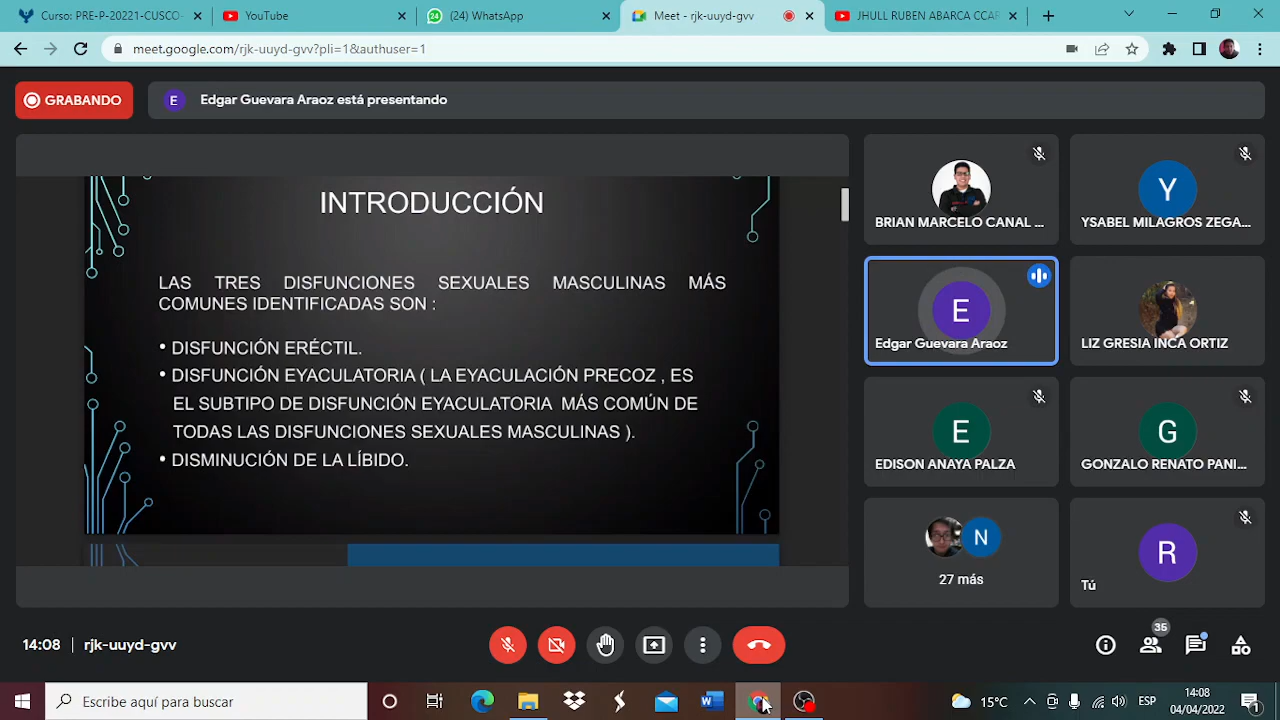 Curso: PRE-P-20221-CUSCO-
YouTube
(24) WhatsApp
Meet - rjk-uuyd-gvv
JHULL RUBEN ABARCA CCAR
meet.google.com/rjk-uuyd-gvv?pli=1&authuser=1
GRABANDO
E
Edgar Guevara Araoz está presentando
INTRODUCCIÓN
LAS TRES DISFUNCIONES SEXUALES MASCULINAS MÁS
COMUNES IDENTIFICADAS SON :
• DISFUNCIÓN ERÉCTIL.
• DISFUNCIÓN EYACULATORIA ( LA EYACULACIÓN PRECOZ , ES
EL SUBTIPO DE DISFUNCIÓN EYACULATORIA MÁS COMÚN DE
TODAS LAS DISFUNCIONES SEXUALES MASCULINAS ).
• DISMINUCIÓN DE LA LÍBIDO.
BRIAN MARCELO CANAL ...
Y
YSABEL MILAGROS ZEGA...
E
Edgar Guevara Araoz
LIZ GRESIA INCA ORTIZ
E
EDISON ANAYA PALZA
G
GONZALO RENATO PANI...
N
27 más
R
Tú
14:08 | rjk-uuyd-gvv
35
Escribe aquí para buscar
15°C
ESP
14:08
04/04/2022
1